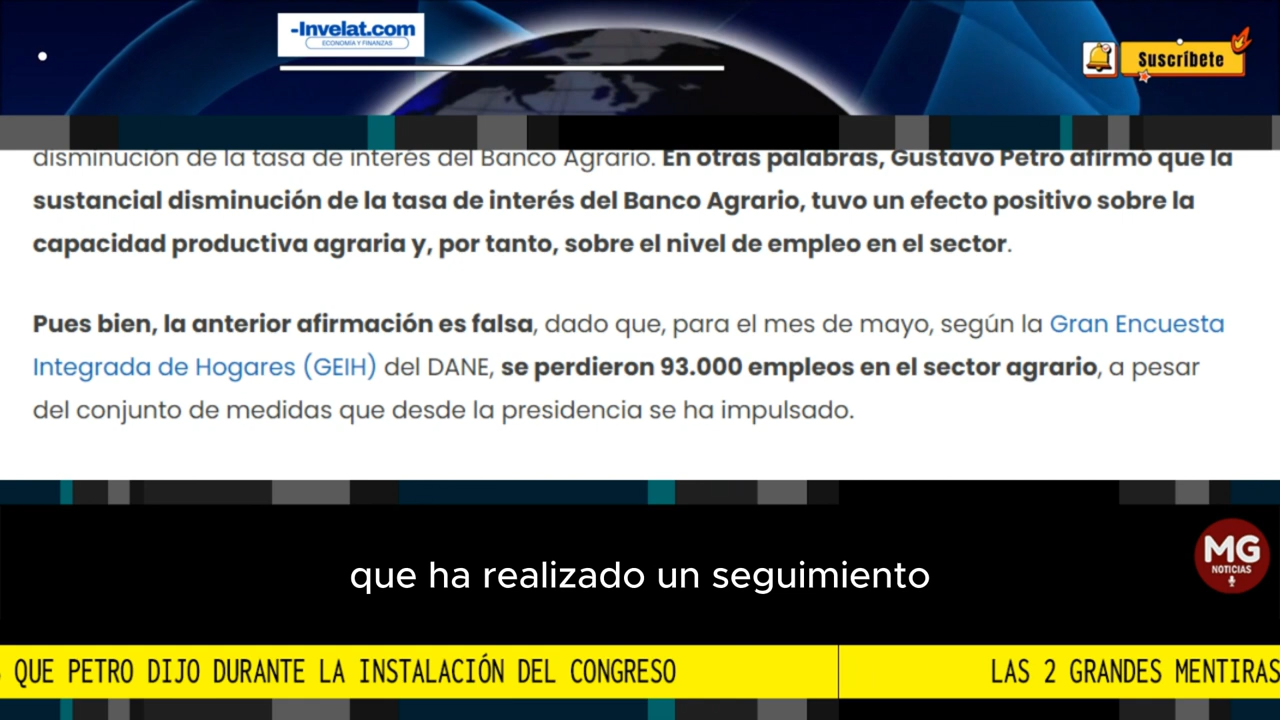 -Invelat.com
ECONOMÍA Y FINANZAS
Suscríbete
disminución de la tasa de interés del Banco Agrario. En otras palabras, Gustavo Petro afirmó que la
sustancial disminución de la tasa de interés del Banco Agrario, tuvo un efecto positivo sobre la
capacidad productiva agraria y, por tanto, sobre el nivel de empleo en el sector.
Pues bien, la anterior afirmación es falsa, dado que, para el mes de mayo, según la Gran Encuesta
Integrada de Hogares (GEIH) del DANE, se perdieron 93.000 empleos en el sector agrario, a pesar
del conjunto de medidas que desde la presidencia se ha impulsado.
que ha realizado un seguimiento
MG
NOTICIAS
QUE PETRO DIJO DURANTE LA INSTALACIÓN DEL CONGRESO
LAS 2 GRANDES MENTIRAS